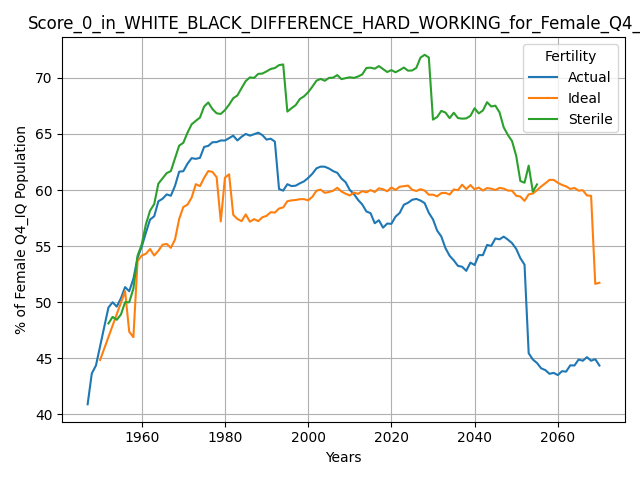 Score_0_in_WHITE_BLACK_DIFFERENCE_HARD_WORKING_for_Female_Q4_
% of Female Q4_IQ Population
70
65
60
55
50
45
40
Fertility
Actual
Ideal
Sterile
1960
1980
2000
2020
2040
2060
Years